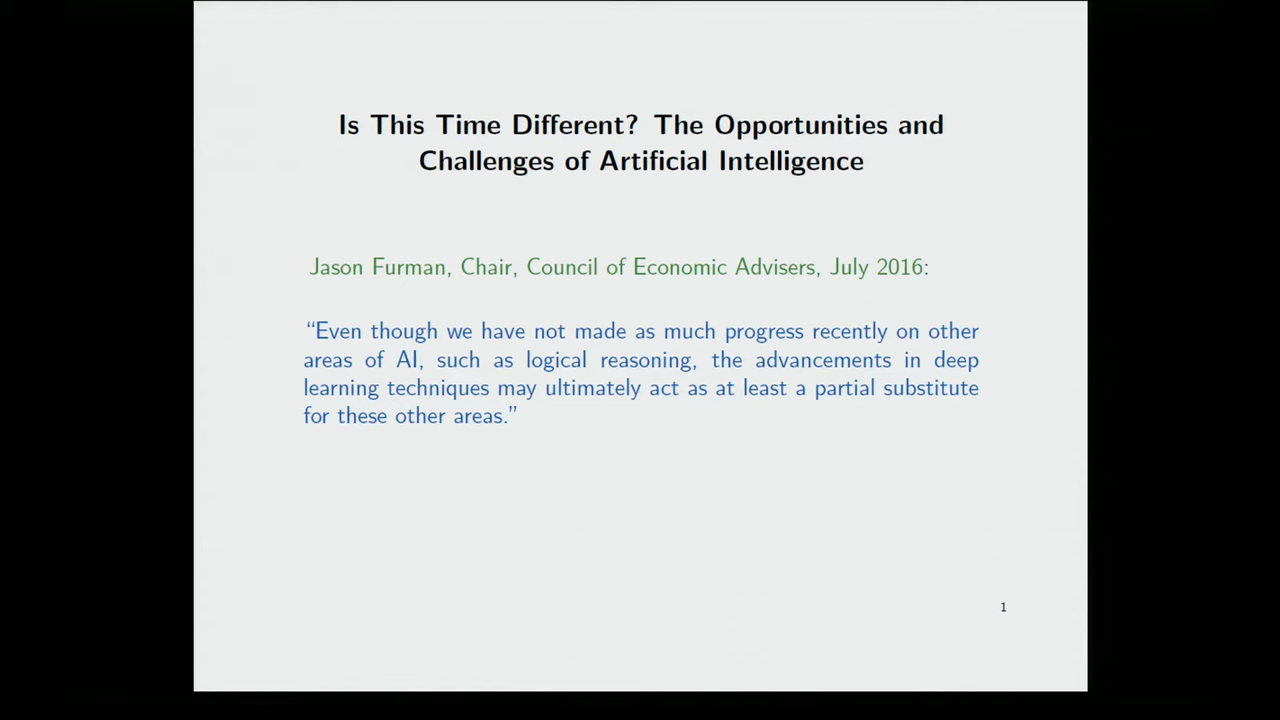 Is This Time Different? The Opportunities and
Challenges of Artificial Intelligence
Jason Furman, Chair, Council of Economic Advisers, July 2016:
“Even though we have not made as much progress recently on other
areas of AI, such as logical reasoning, the advancements in deep
learning techniques may ultimately act as at least a partial substitute
for these other areas.”
1